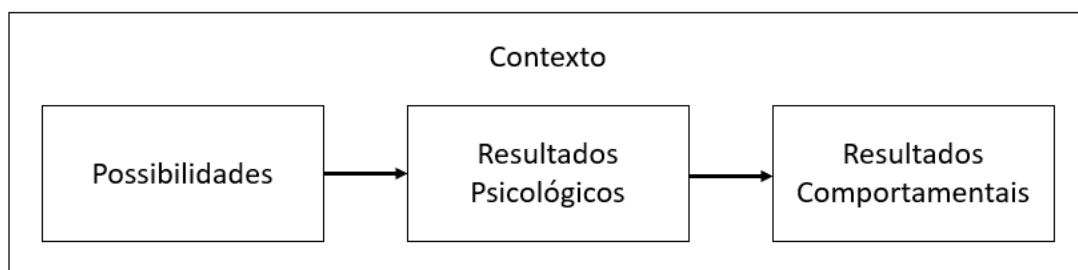 Contexto
Possibilidades
Resultados
Psicológicos
Resultados
Comportamentais